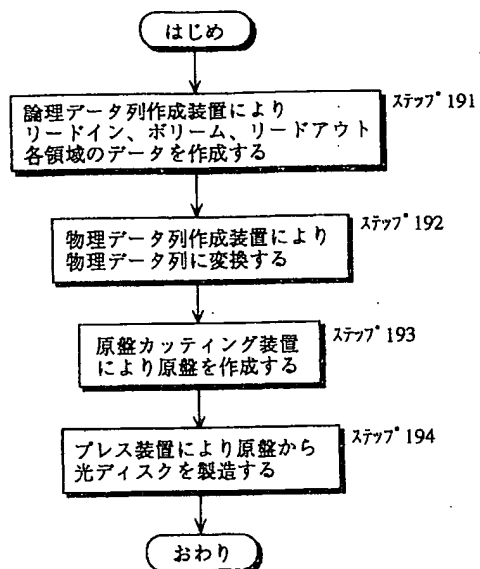 はじめ
論理データ列作成装置により
リードイン、ボリーム、リードアウト
各領域のデータを作成する
ステップ191
物理データ列作成装置により
物理データ列に変換する
ステップ192
原盤カッティング装置
により原盤を作成する
ステップ193
プレス装置により原盤から
光ディスクを製造する
ステップ194
おわり